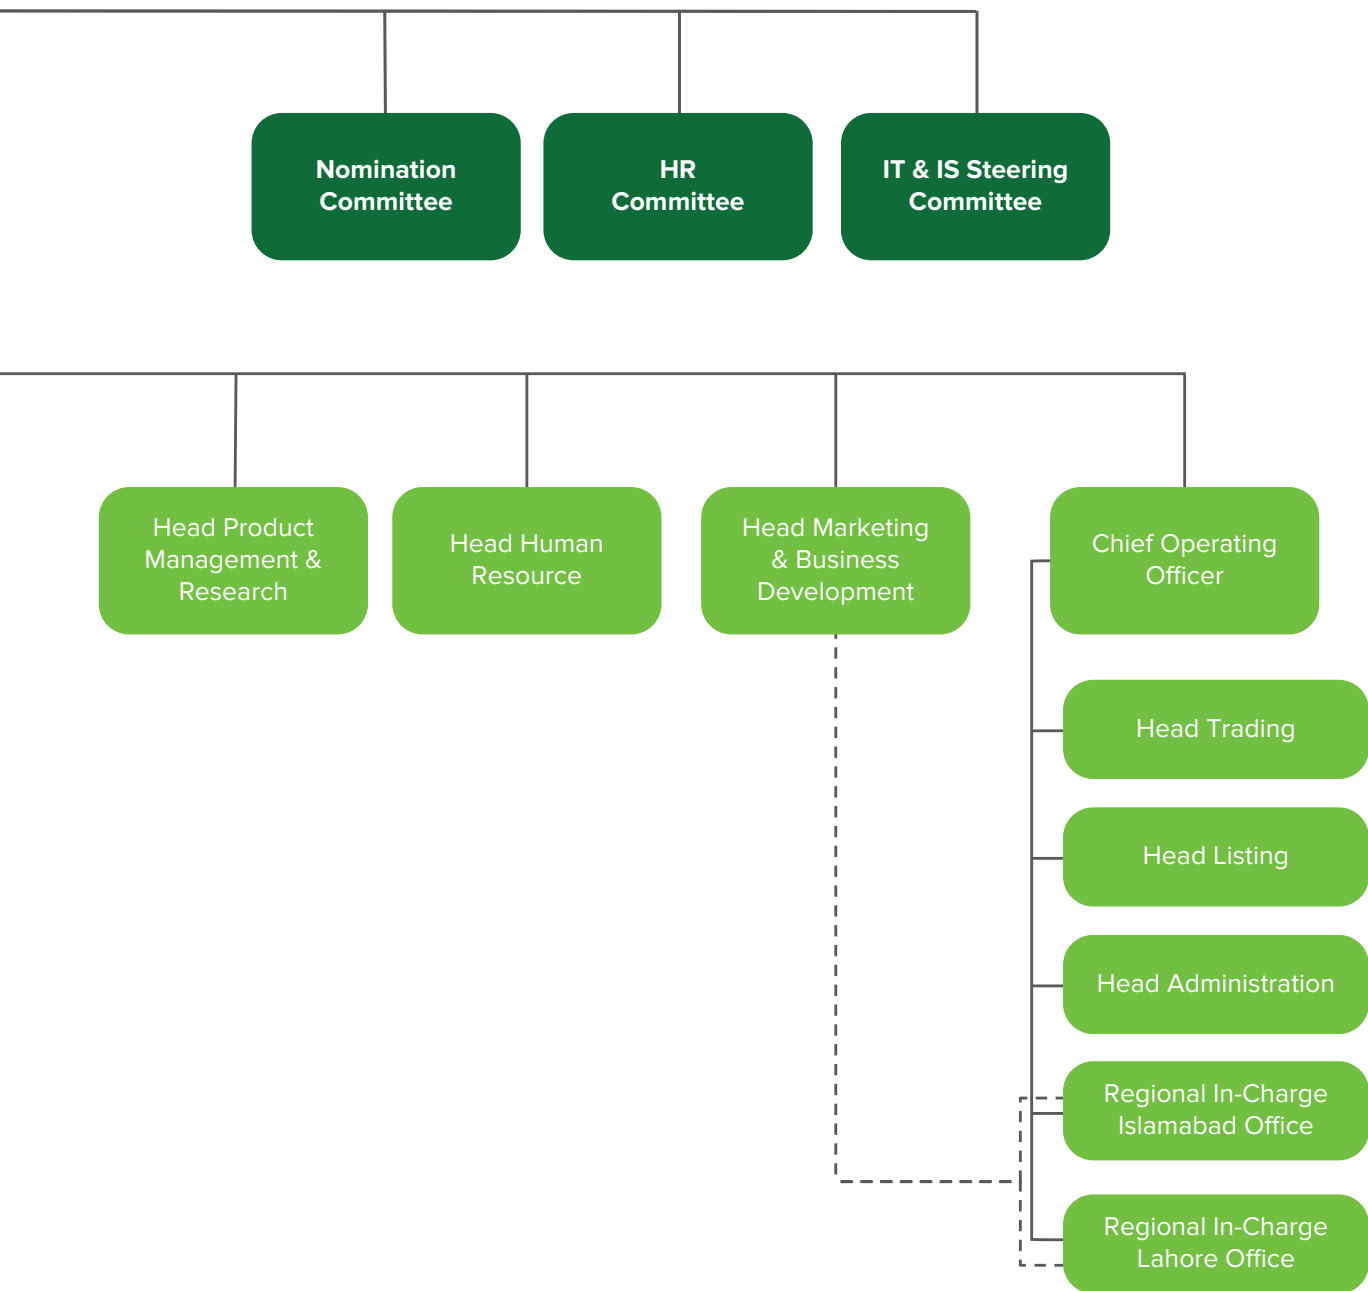 Nomination
Committee
HR
Committee
IT & IS Steering
Committee
Head Product
Management &
Research
Head Human
Resource
Head Marketing
& Business
Development
Chief Operating
Officer
Head Trading
Head Listing
Head Administration
Regional In-Charge
Islamabad Office
Regional In-Charge
Lahore Office